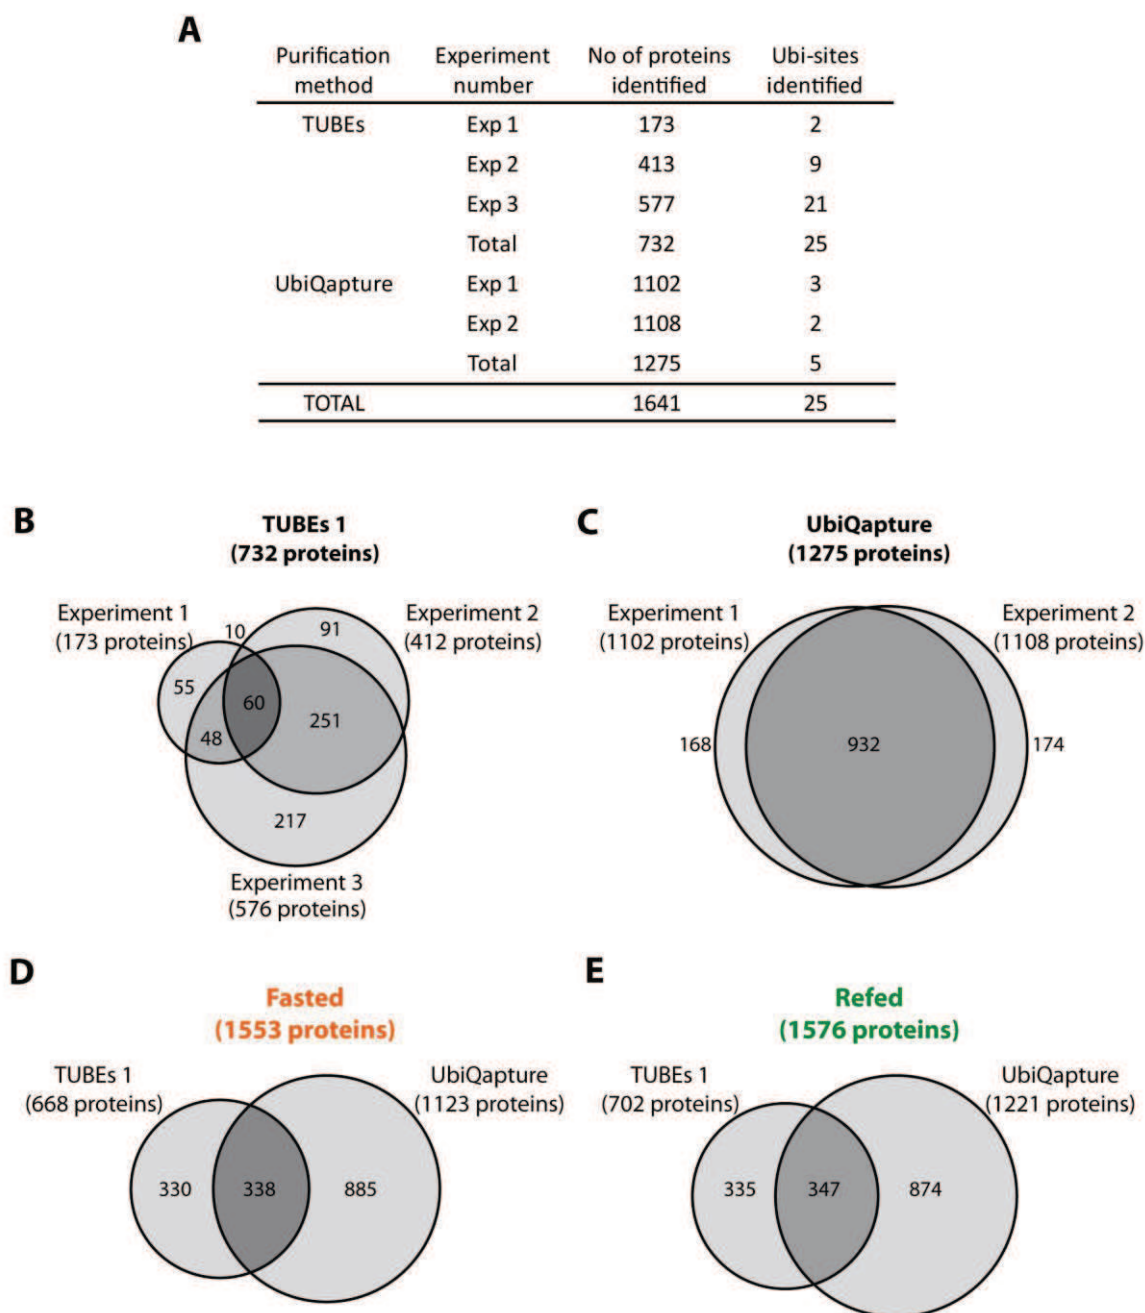 A
Purification Experiment No of proteins Ubi-sites
method number identified identified
TUBEs Exp 1 173 2
Exp 2 413 9
Exp 3 577 21
Total 732 25
UbiQapture Exp 1 1102 3
Exp 2 1108 2
Total 1275 5
TOTAL 1641 25
B
TUBEs 1
(732 proteins)
Experiment 1
(173 proteins)
10
91
Experiment 2
(412 proteins)
55
60
251
48
217
Experiment 3
(576 proteins)
C
UbiQapture
(1275 proteins)
Experiment 1
(1102 proteins)
Experiment 2
(1108 proteins)
168
932
174
D
Fasted
(1553 proteins)
TUBEs 1
(668 proteins)
UbiQapture
(1123 proteins)
330
338
885
E
Refed
(1576 proteins)
TUBEs 1
(702 proteins)
UbiQapture
(1221 proteins)
335
347
874